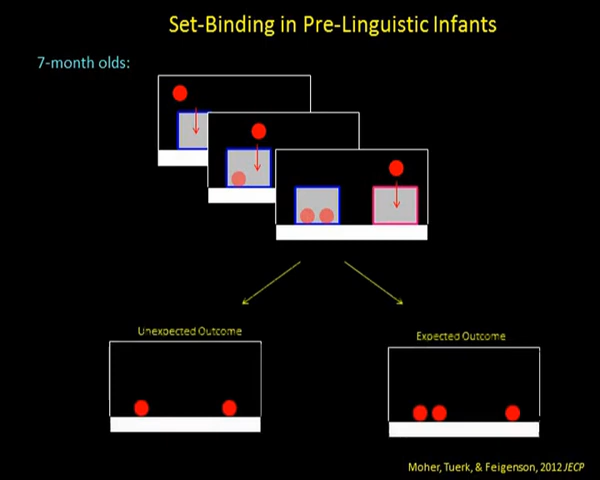 Set-Binding in Pre-Linguistic Infants
7-month olds:
Unexpected Outcome
Expected Outcome
Moher, Tuerk, & Feigenson, 2012 JECP